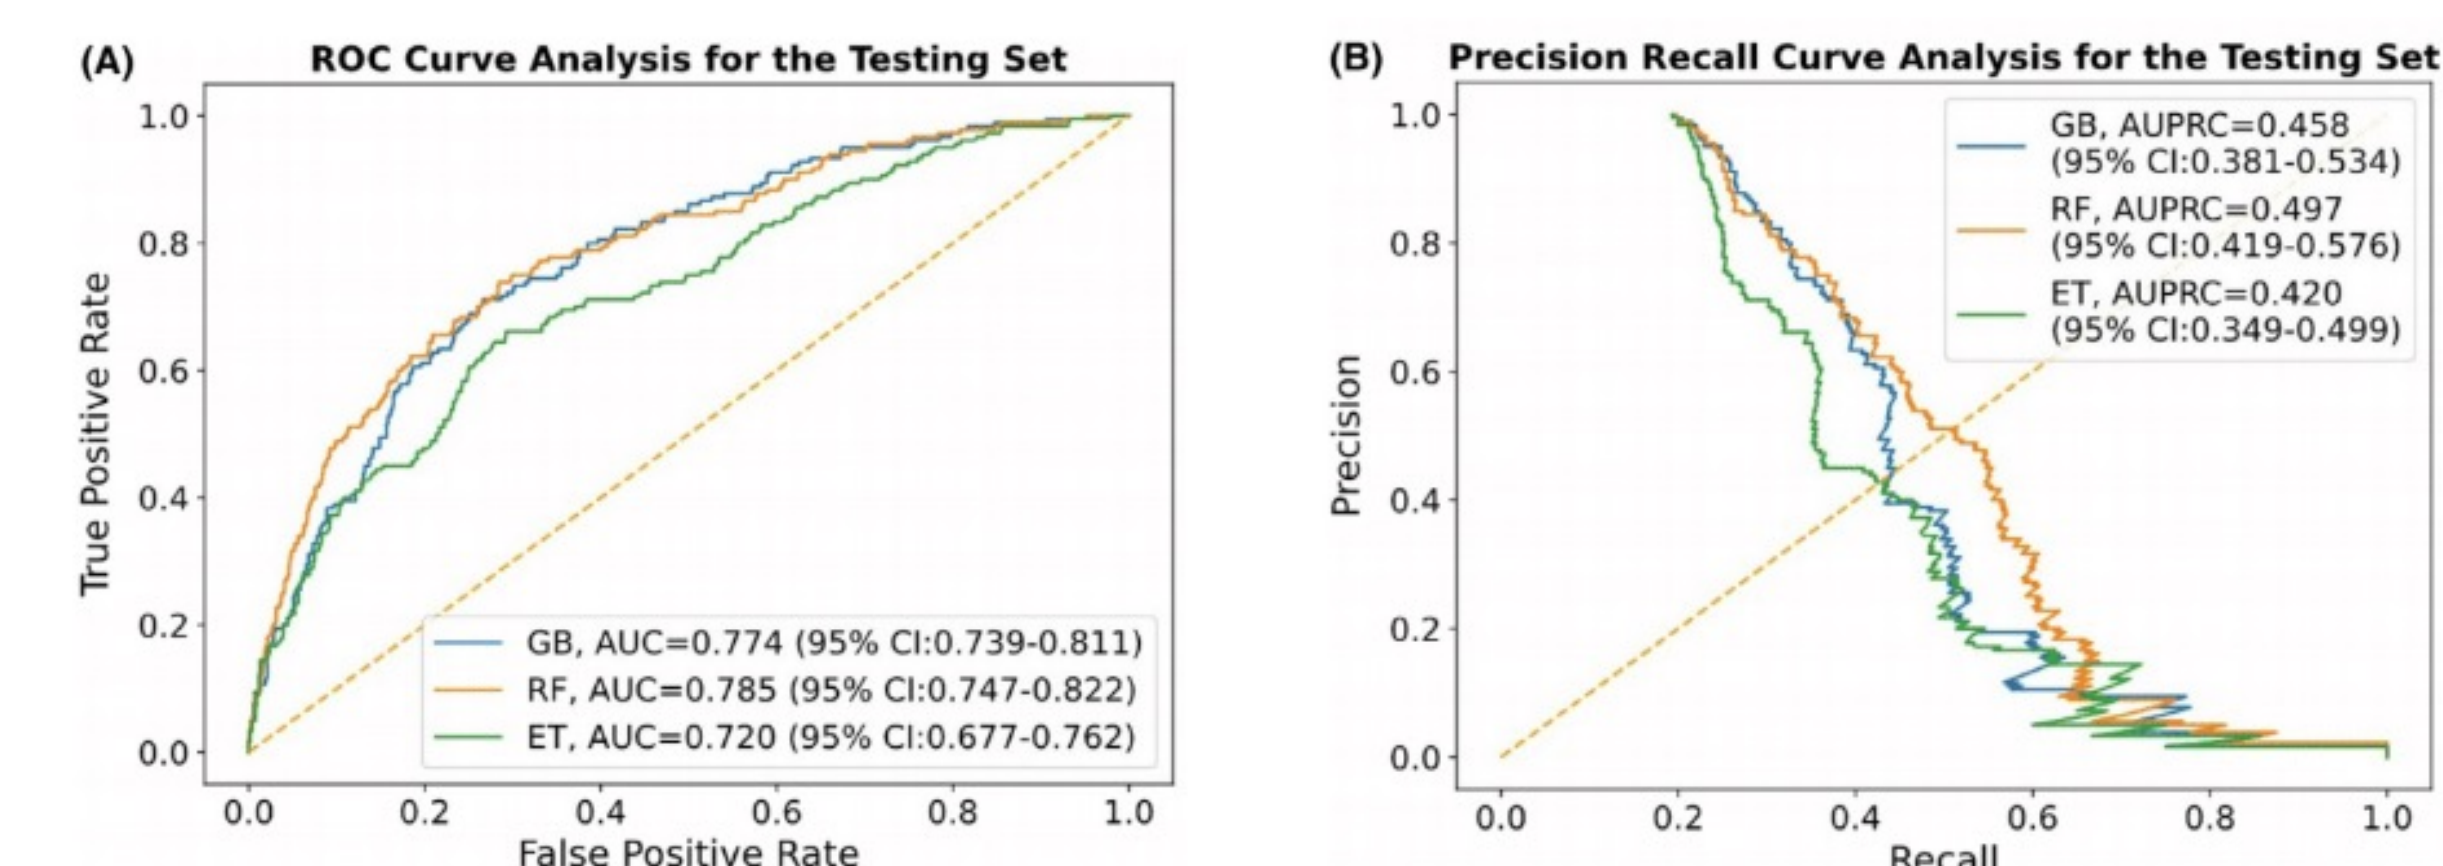 (A)
ROC Curve Analysis for the Testing Set
True Positive Rate
1.0
0.8
0.6
0.4
0.2
0.0
GB, AUC=0.774 (95% CI:0.739-0.811)
RF, AUC=0.785 (95% CI:0.747-0.822)
ET, AUC=0.720 (95% CI:0.677-0.762)
0.0 0.2 0.4 0.6 0.8 1.0
False Positive Rate
(B)
Precision Recall Curve Analysis for the Testing Set
Precision
1.0
0.8
0.6
0.4
0.2
0.0
GB, AUPRC=0.458
(95% CI:0.381-0.534)
RF, AUPRC=0.497
(95% CI:0.419-0.576)
ET, AUPRC=0.420
(95% CI:0.349-0.499)
0.0 0.2 0.4 0.6 0.8 1.0
Recall